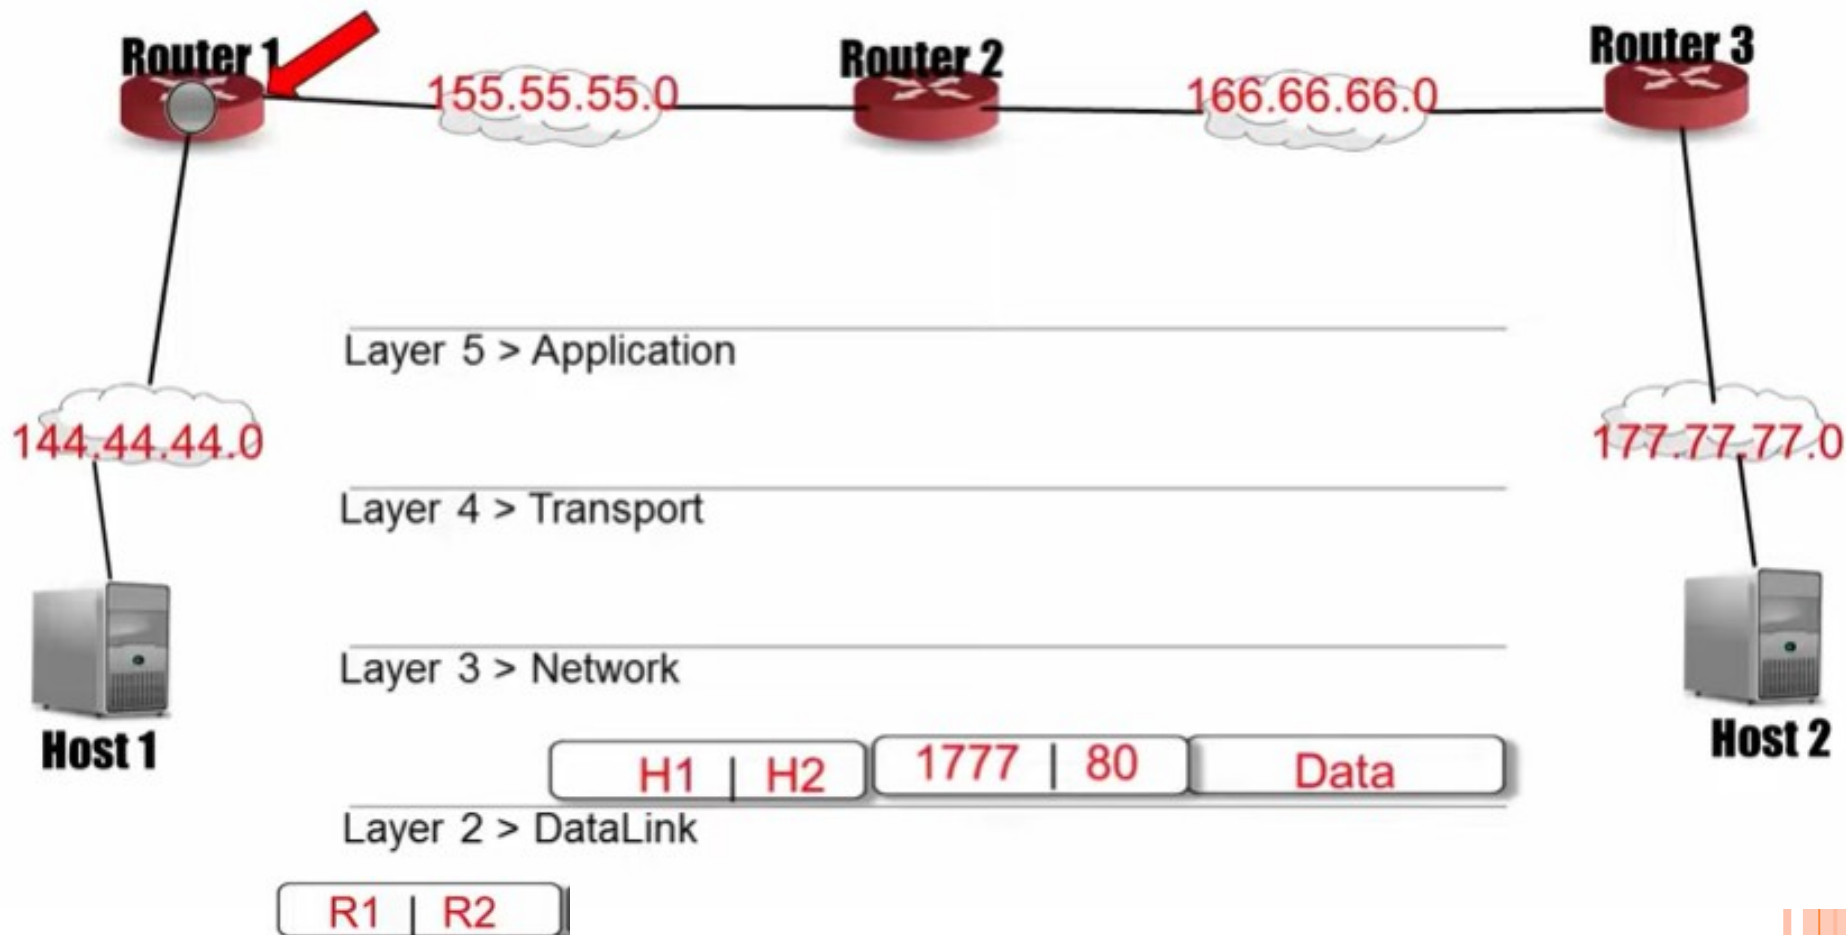 Router 1
Router 2
Router 3
155.55.55.0
166.66.66.0
Layer 5 > Application
144.44.44.0
177.77.77.0
Layer 4 > Transport
Layer 3 > Network
Host 1
Host 2
H1 | H2
1777 | 80
Data
Layer 2 > DataLink
R1 | R2